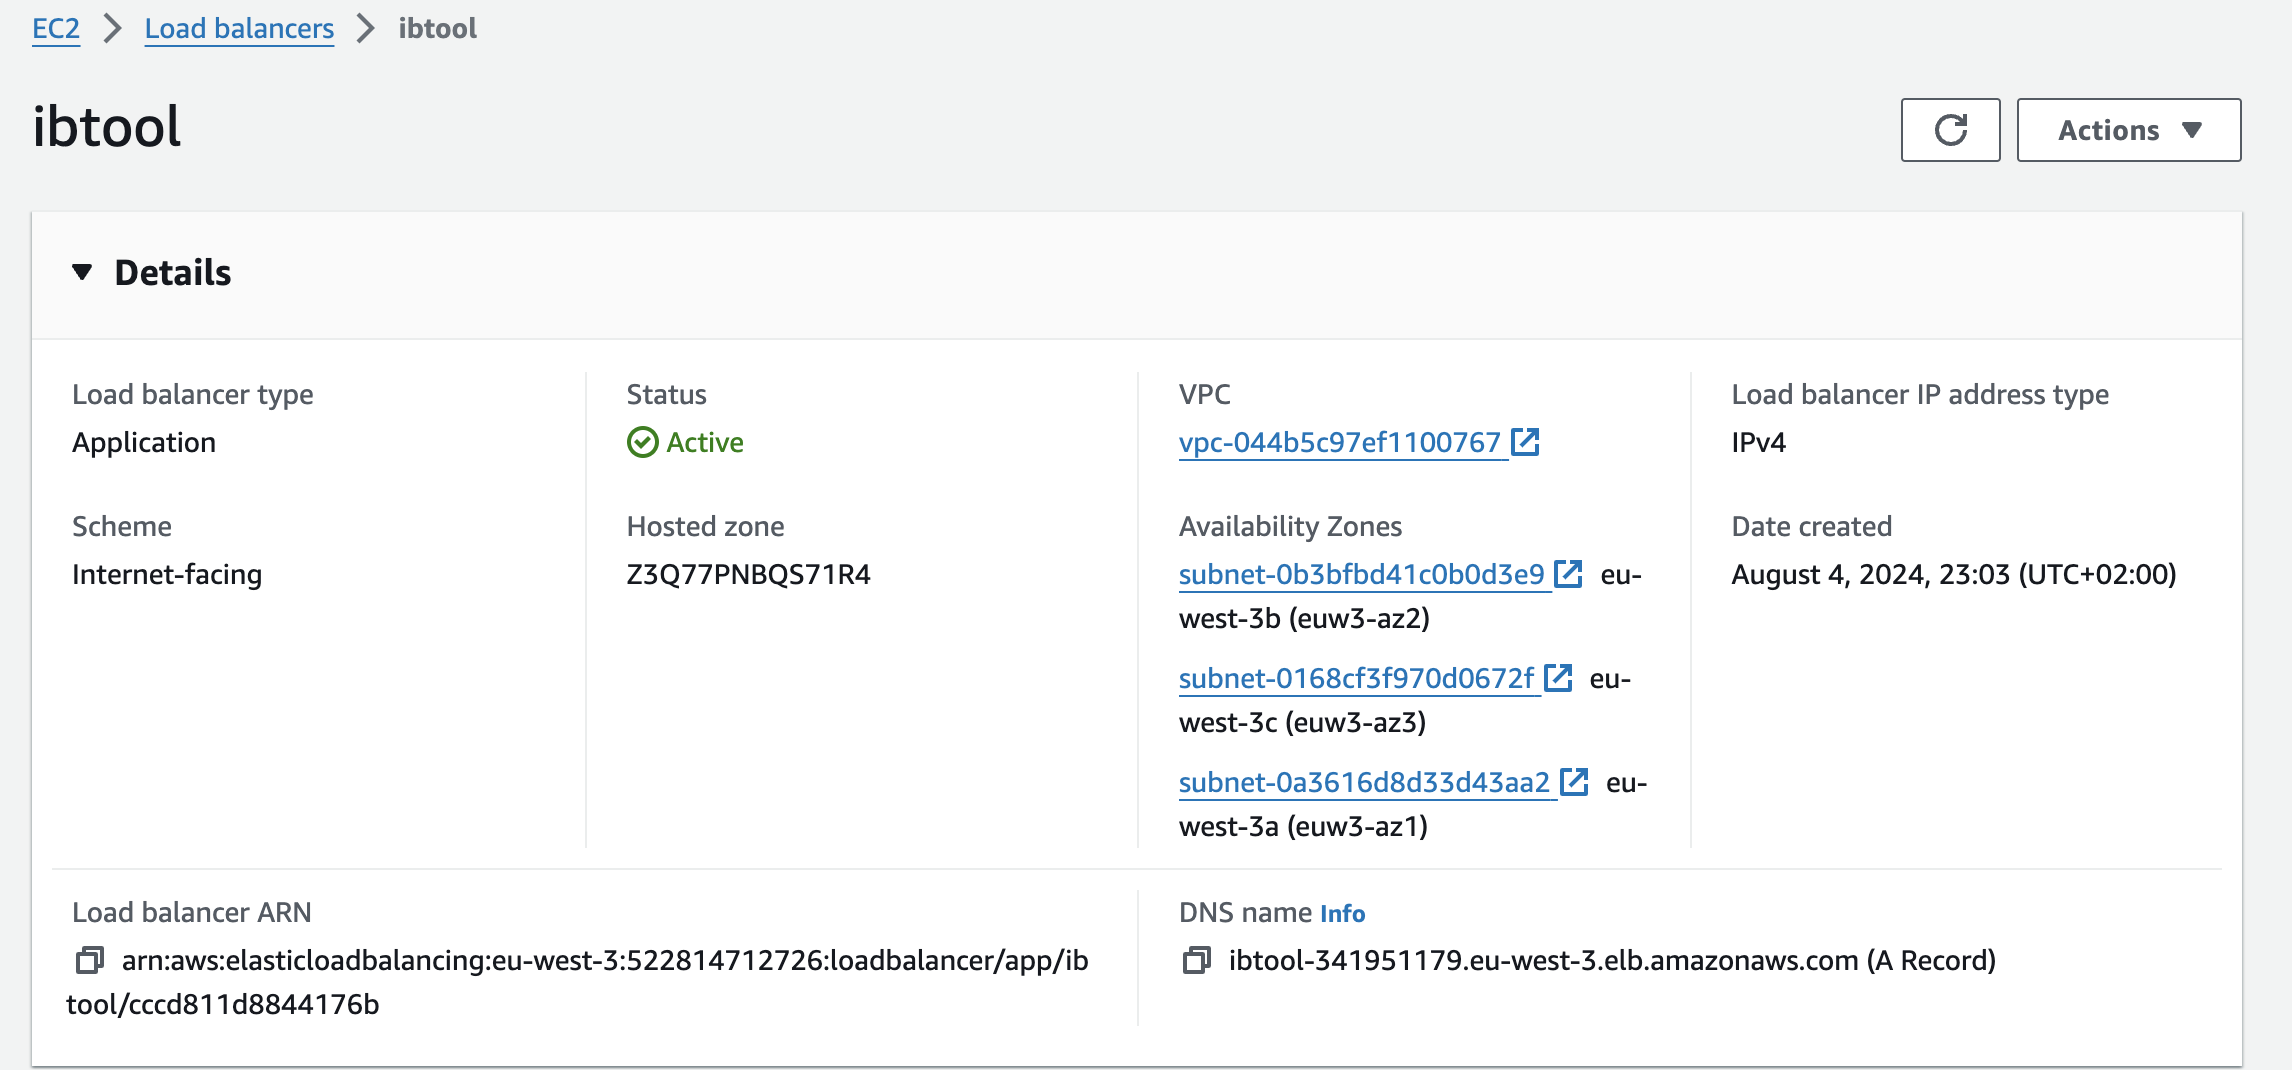 EC2 > Load balancers > ibtool
ibtool
Actions
Details
Load balancer type
Application
Scheme
Internet-facing
Status
Active
Hosted zone
Z3Q77PNBQS71R4
VPC
vpc-044b5c97ef1100767
Availability Zones
subnet-0b3bfbd41c0b0d3e9 eu-
west-3b (euw3-az2)
subnet-0168cf3f970d0672f eu-
west-3c (euw3-az3)
subnet-0a3616d8d33d43aa2 eu-
west-3a (euw3-az1)
Load balancer IP address type
IPv4
Date created
August 4, 2024, 23:03 (UTC+02:00)
Load balancer ARN
arn:aws:elasticloadbalancing:eu-west-3:522814712726:loadbalancer/app/ib
tool/cccd811d8844176b
DNS name Info
ibtool-341951179.eu-west-3.elb.amazonaws.com (A Record)